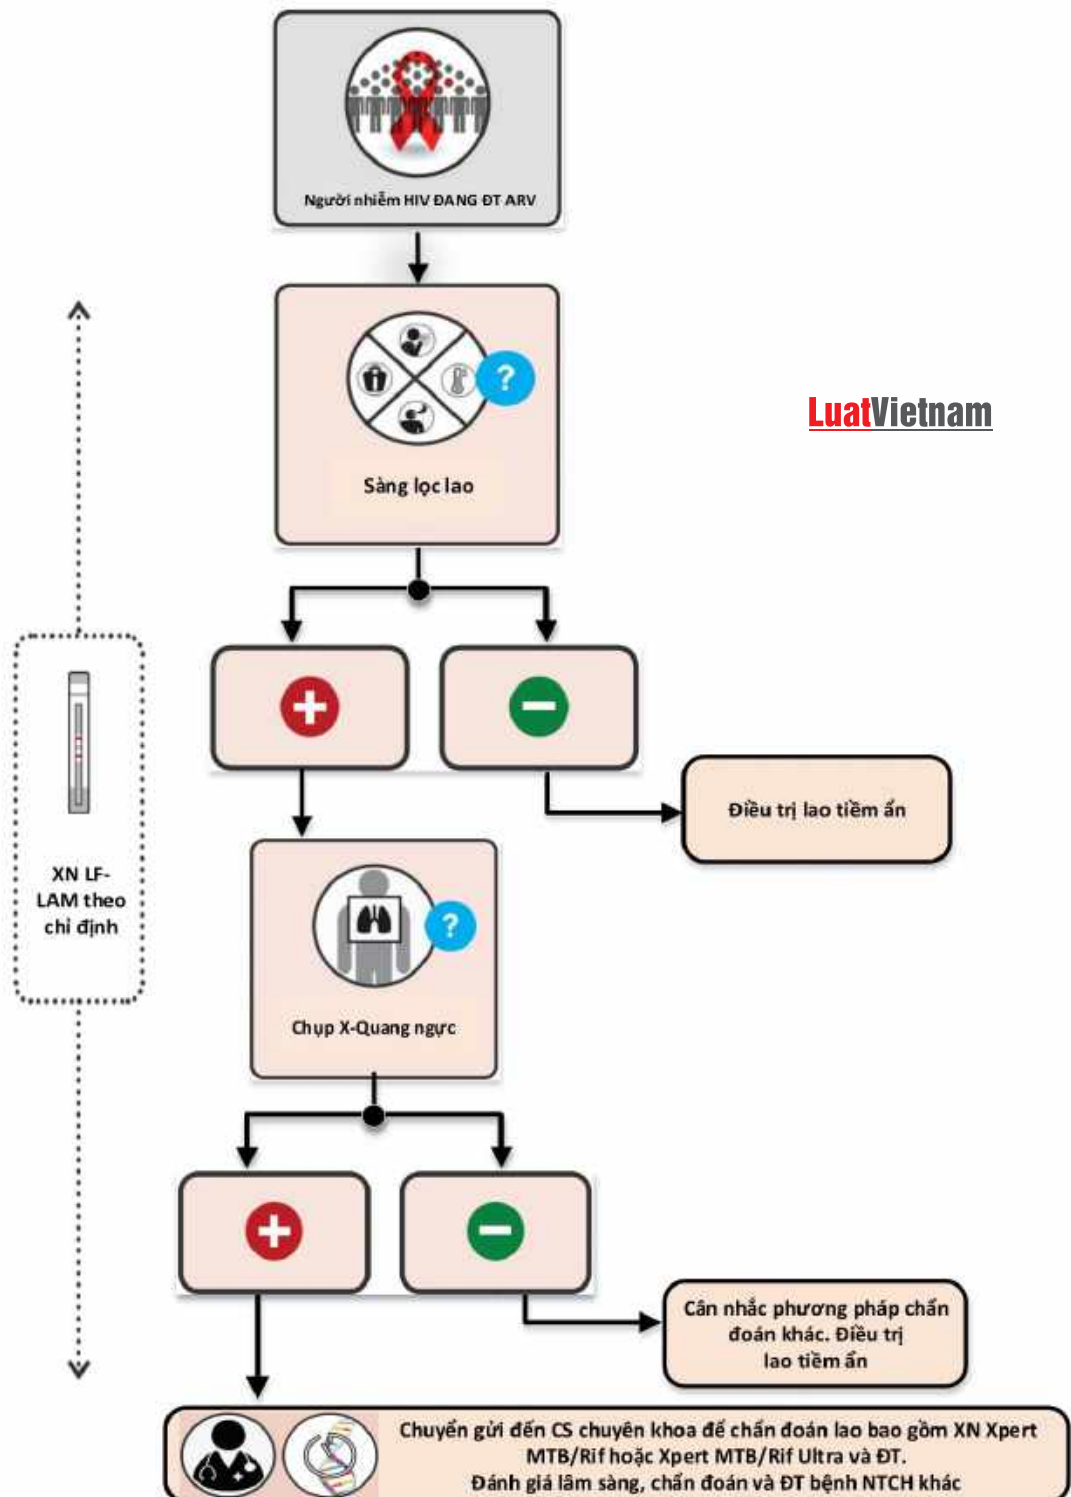 Người nhiễm HIV ĐANG ĐT ARV
?
Sàng lọc lao
LuatVietnam
Điều trị lao tiềm ẩn
XN LF-
LAM theo
chỉ định
?
Chụp X-Quang ngực
Cân nhắc phương pháp chẩn
đoán khác. Điều trị
lao tiềm ẩn
Chuyển gửi đến CS chuyên khoa để chẩn đoán lao bao gồm XN Xpert
MTB/Rif hoặc Xpert MTB/Rif Ultra và ĐT.
Đánh giá lâm sàng, chẩn đoán và ĐT bệnh NTCH khác